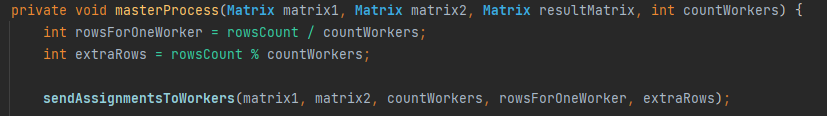 private void masterProcess(Matrix matrix1, Matrix matrix2, Matrix resultMatrix, int countWorkers) {
int rowsForOneWorker = rowsCount / countWorkers;
int extraRows = rowsCount % countWorkers;
sendAssignmentsToWorkers(matrix1, matrix2, countWorkers, rowsForOneWorker, extraRows);